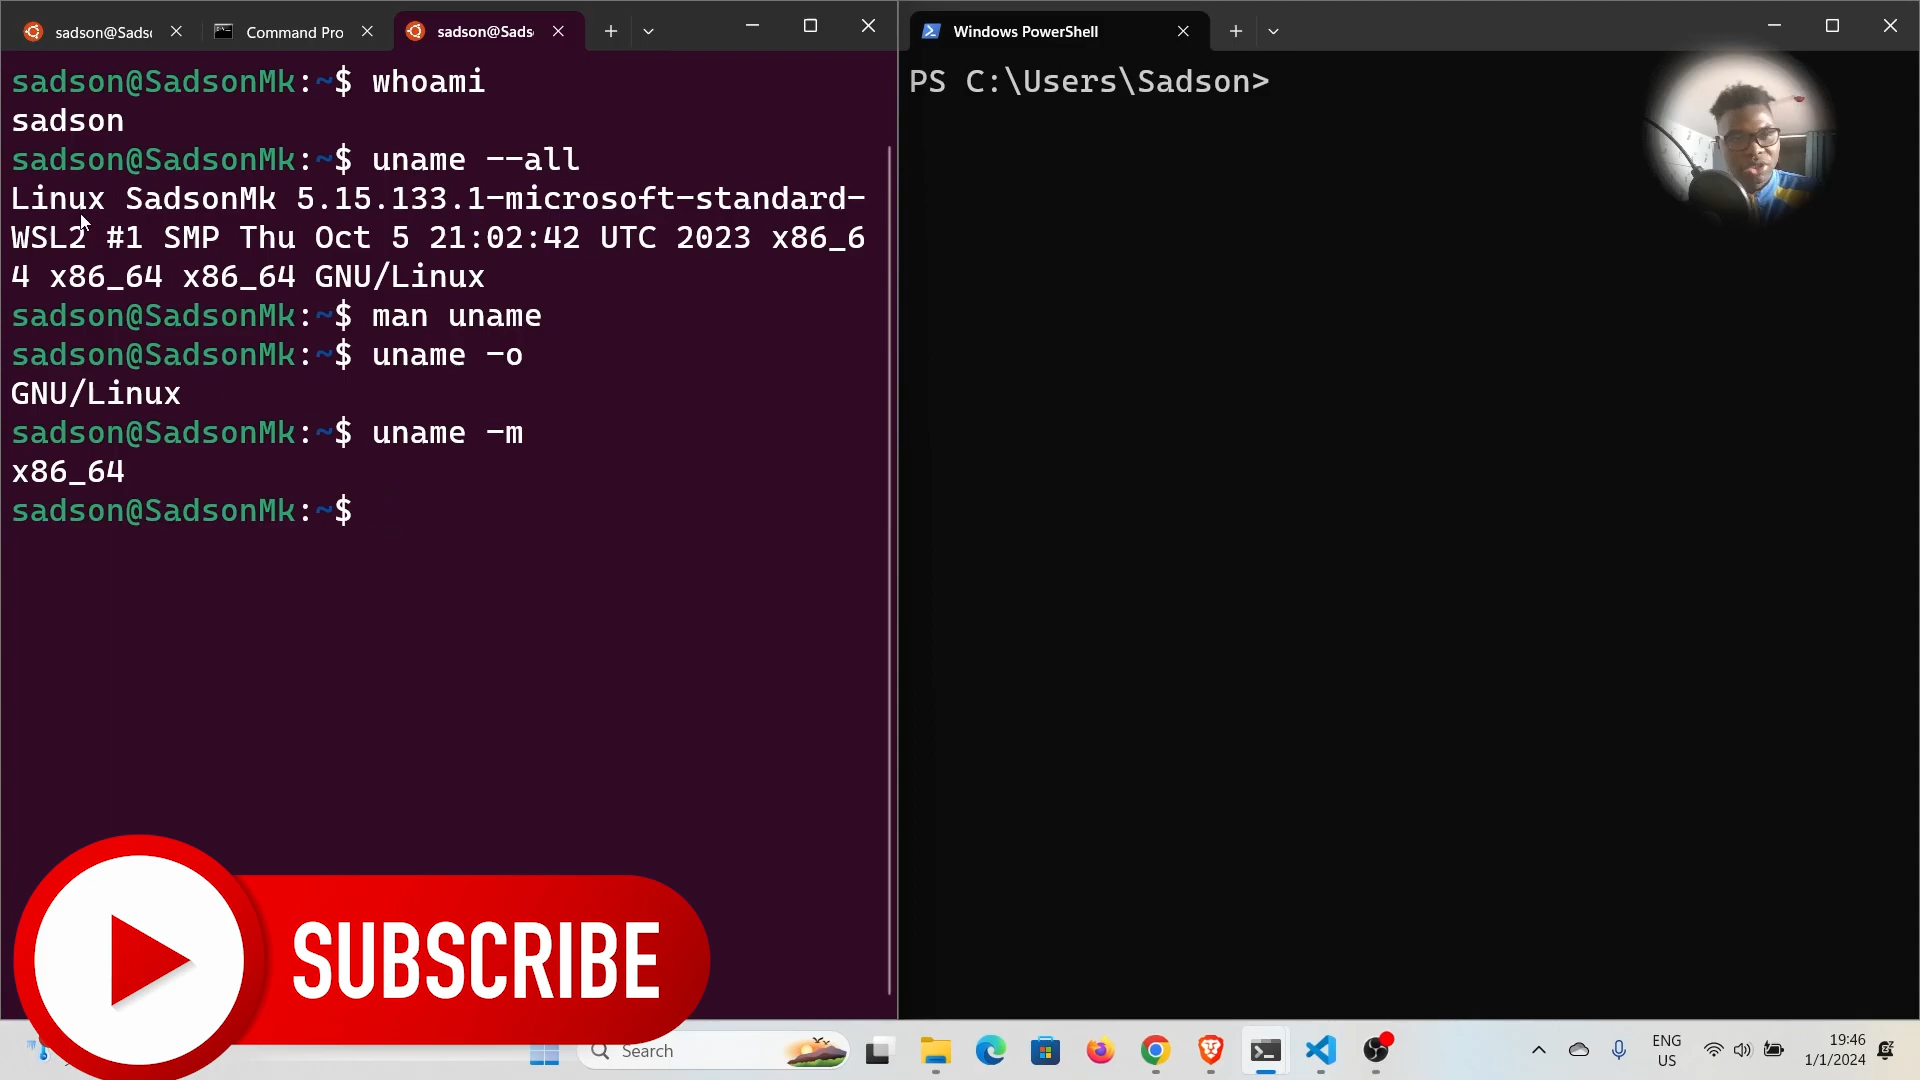 sadson@Sads
Command Pro
sadson@Sads
sadson@SadsonMk:~$ whoami
sadson
sadson@SadsonMk:~$ uname --all
Linux SadsonMk 5.15.133.1-microsoft-standard-
WSL2 #1 SMP Thu Oct 5 21:02:42 UTC 2023 x86_6
4 x86_64 x86_64 GNU/Linux
sadson@SadsonMk:~$ man uname
sadson@SadsonMk:~$ uname -o
GNU/Linux
sadson@SadsonMk:~$ uname -m
x86_64
sadson@SadsonMk:~$
Windows PowerShell
PS C:\Users\Sadson>
SUBSCRIBE
Search
ENG
US
19:46
1/1/2024